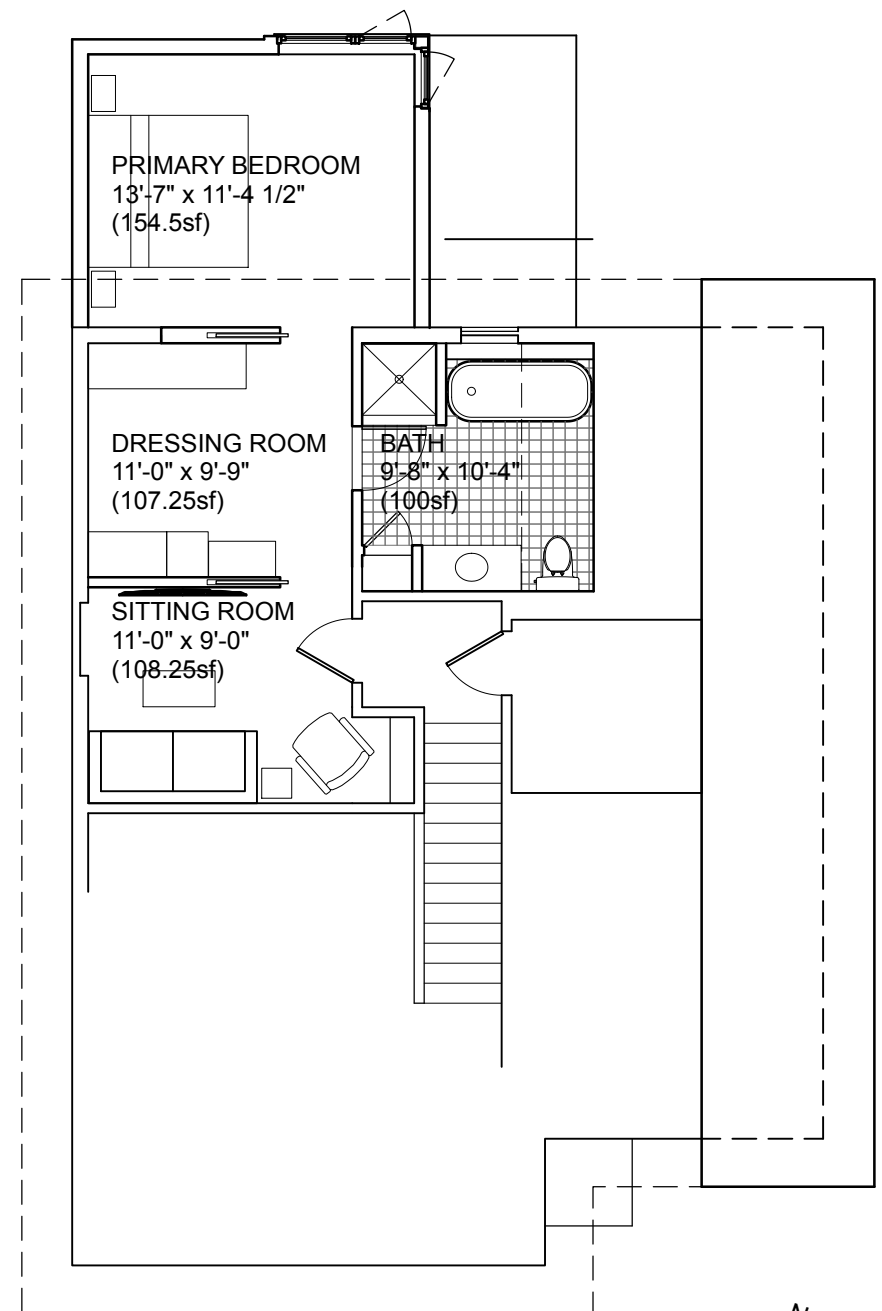 PRIMARY BEDROOM
13'-7" x 11'-4 1/2"
(154.5sf)
DRESSING ROOM
11'-0" x 9'-9"
(107.25sf)
BATH
9'-8" x 10'-4"
(100sf)
SITTING ROOM
11'-0" x 9'-0"
(108.25sf)